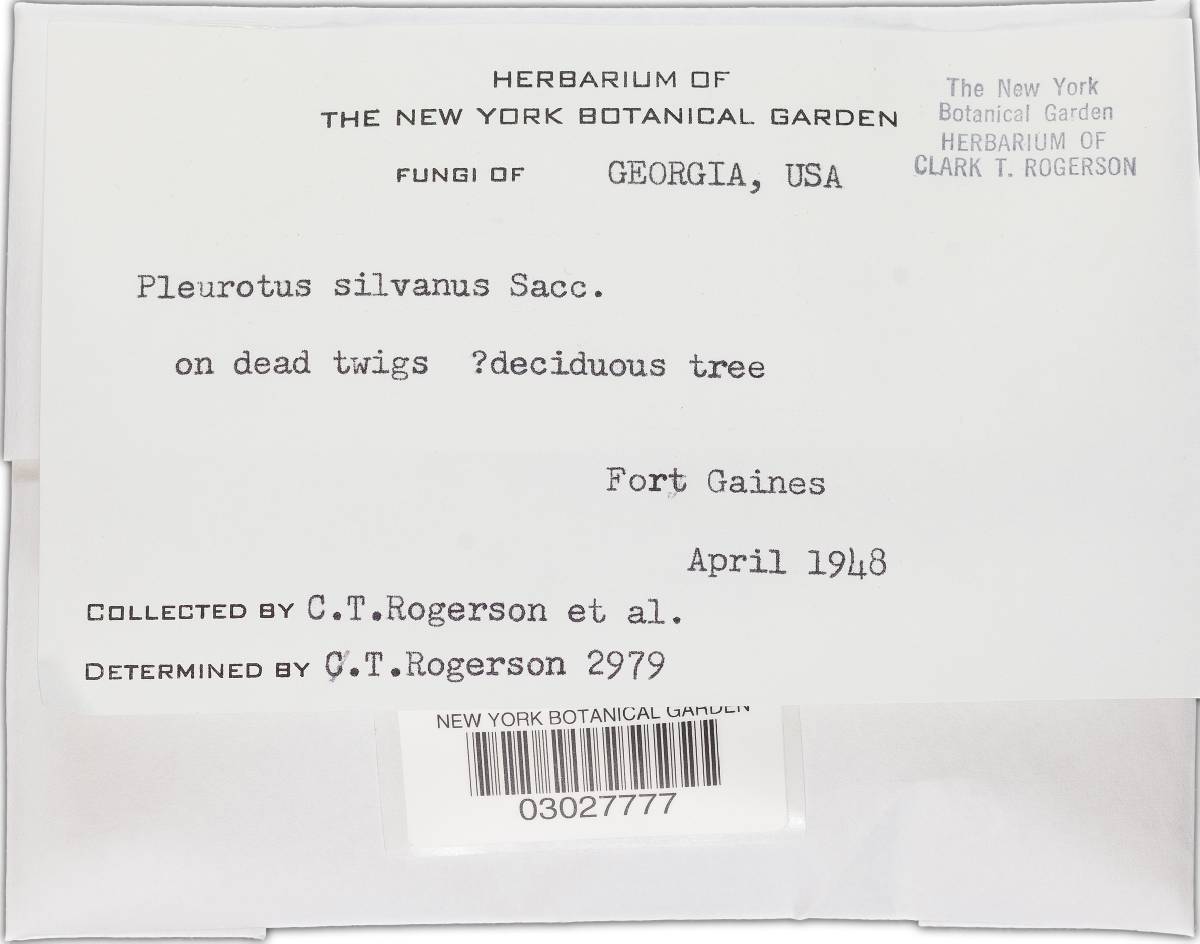 HERBARIUM OF
THE NEW YORK BOTANICAL GARDEN
FUNGI OF GEORGIA, USA
The New York
Botanical Garden
HERBARIUM OF
CLARK T. ROGERSON
Pleurotus silvanus Sacc.
on dead twigs ?deciduous tree
Fort Gaines
April 1948
COLLECTED BY C.T.Rogerson et al.
DETERMINED BY C.T.Rogerson 2979
NEW YORK BOTANICAL GARDEN
03027777